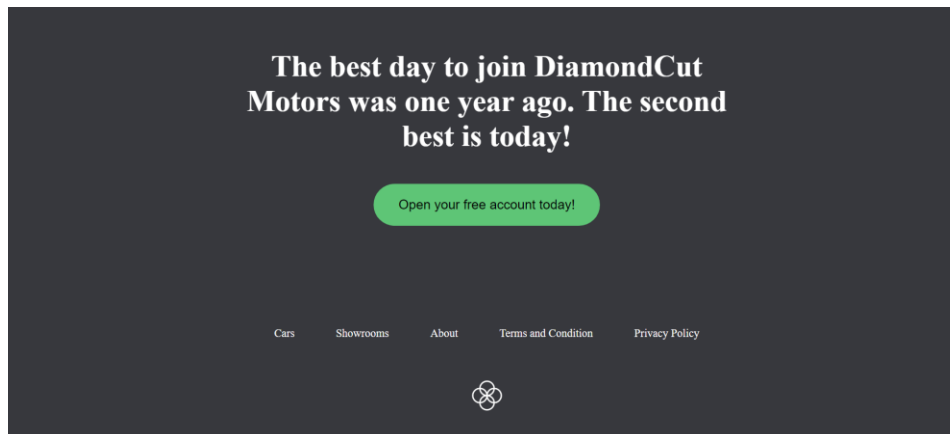 The best day to join DiamondCut
Motors was one year ago. The second
best is today!
Open your free account today!
Cars Showrooms About Terms and Condition Privacy Policy